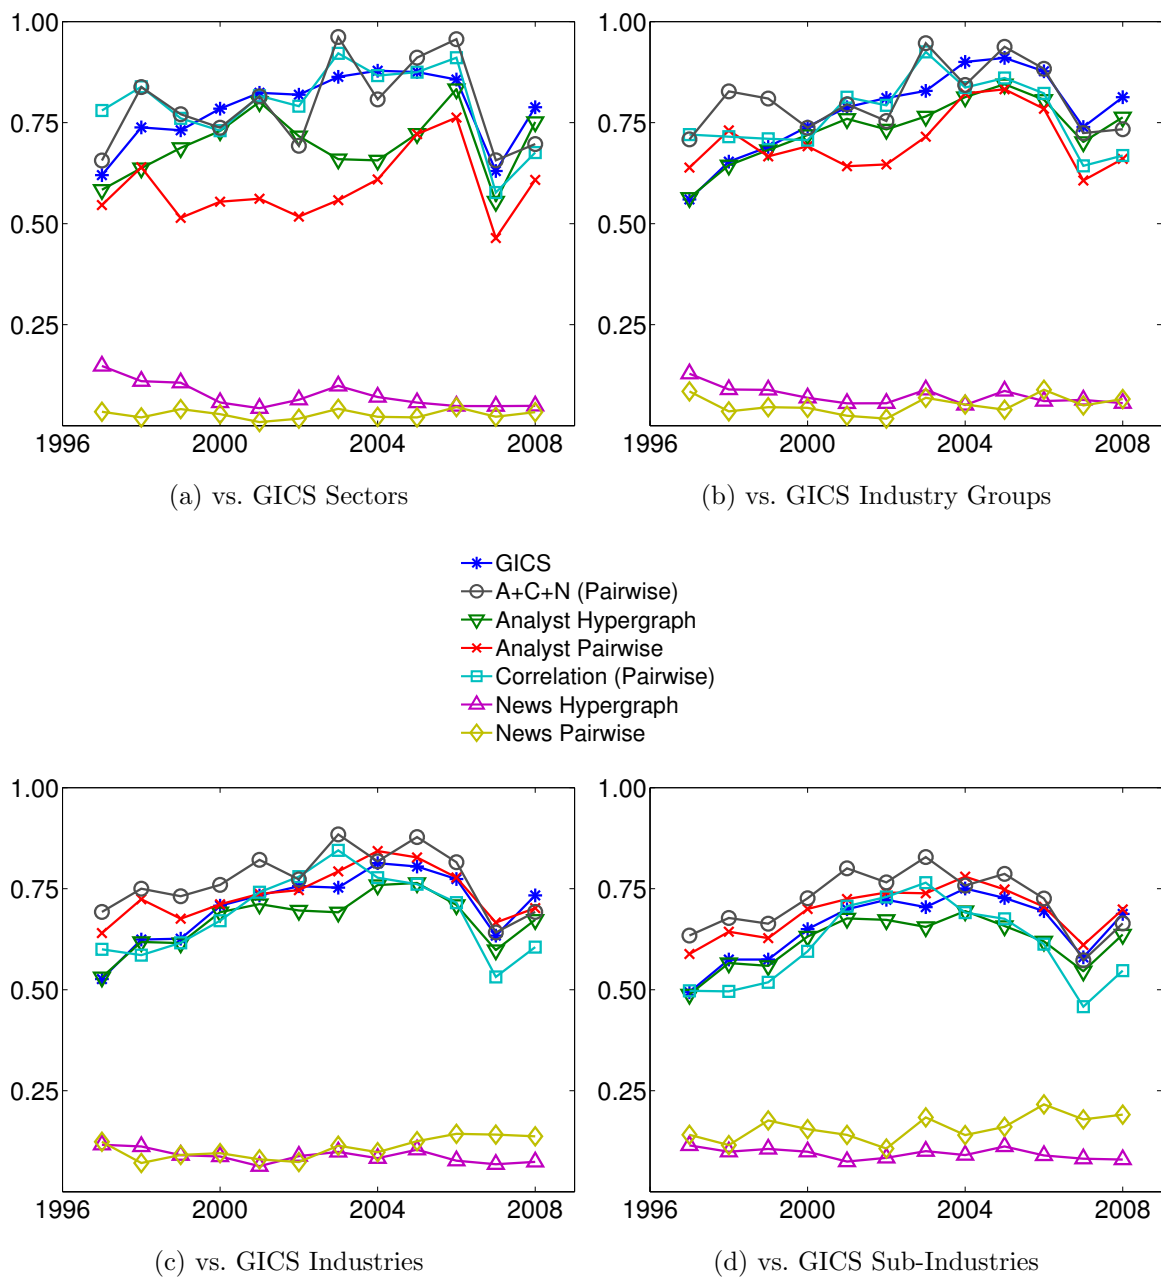 1.00
0.75
0.50
0.25
1996 2000 2004 2008
(a) vs. GICS Sectors
1.00
0.75
0.50
0.25
1996 2000 2004 2008
(b) vs. GICS Industry Groups
GICS
A+C+N (Pairwise)
Analyst Hypergraph
Analyst Pairwise
Correlation (Pairwise)
News Hypergraph
News Pairwise
1.00
0.75
0.50
0.25
1996 2000 2004 2008
(c) vs. GICS Industries
1.00
0.75
0.50
0.25
1996 2000 2004 2008
(d) vs. GICS Sub-Industries